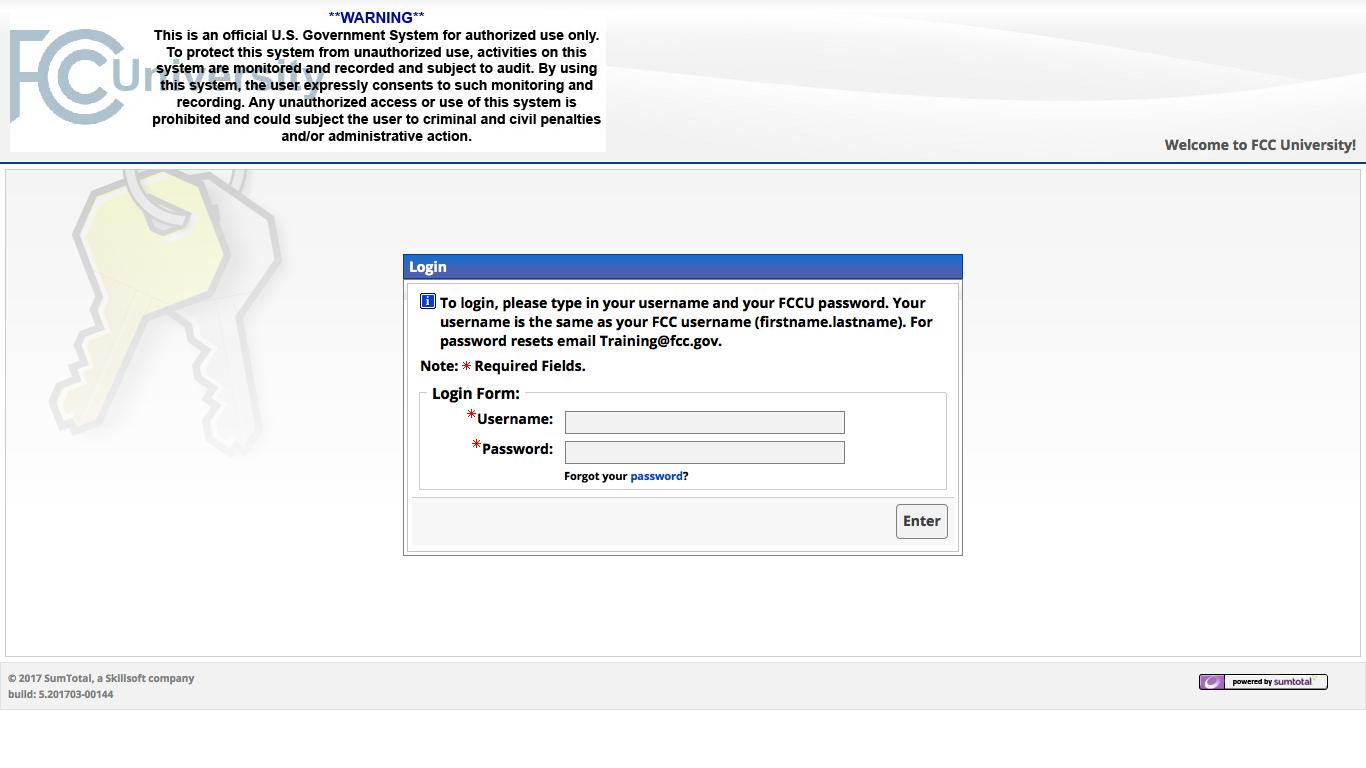 **WARNING**
This is an official U.S. Government System for authorized use only.
To protect this system from unauthorized use, activities on this
system are monitored and recorded and subject to audit. By using
this system, the user expressly consents to such monitoring and
recording. Any unauthorized access or use of this system is
prohibited and could subject the user to criminal and civil penalties
and/or administrative action.
FCC University
Welcome to FCC University!
Login
To login, please type in your username and your FCCU password. Your
username is the same as your FCC username (firstname.lastname). For
password resets email Training@fcc.gov.
Note: * Required Fields.
Login Form:
*Username:
*Password:
Forgot your password?
Enter
© 2017 SumTotal, a Skillsoft company
build: 5.201703-00144
powered by sumtotal